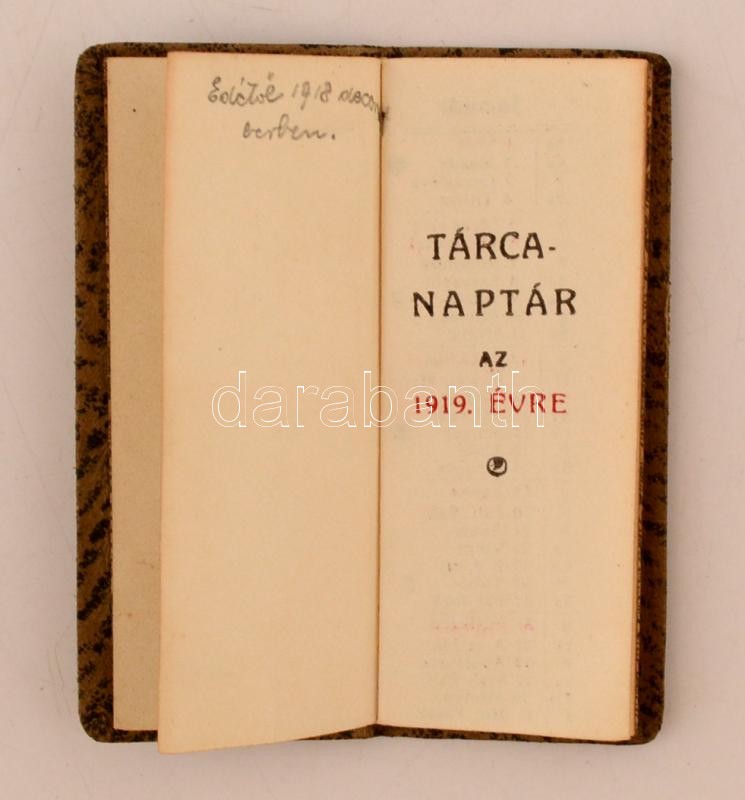 Edétől 1918 decem
berben.
TÁRCA-
NAPTÁR
AZ
1919. ÉVRE
darabanth